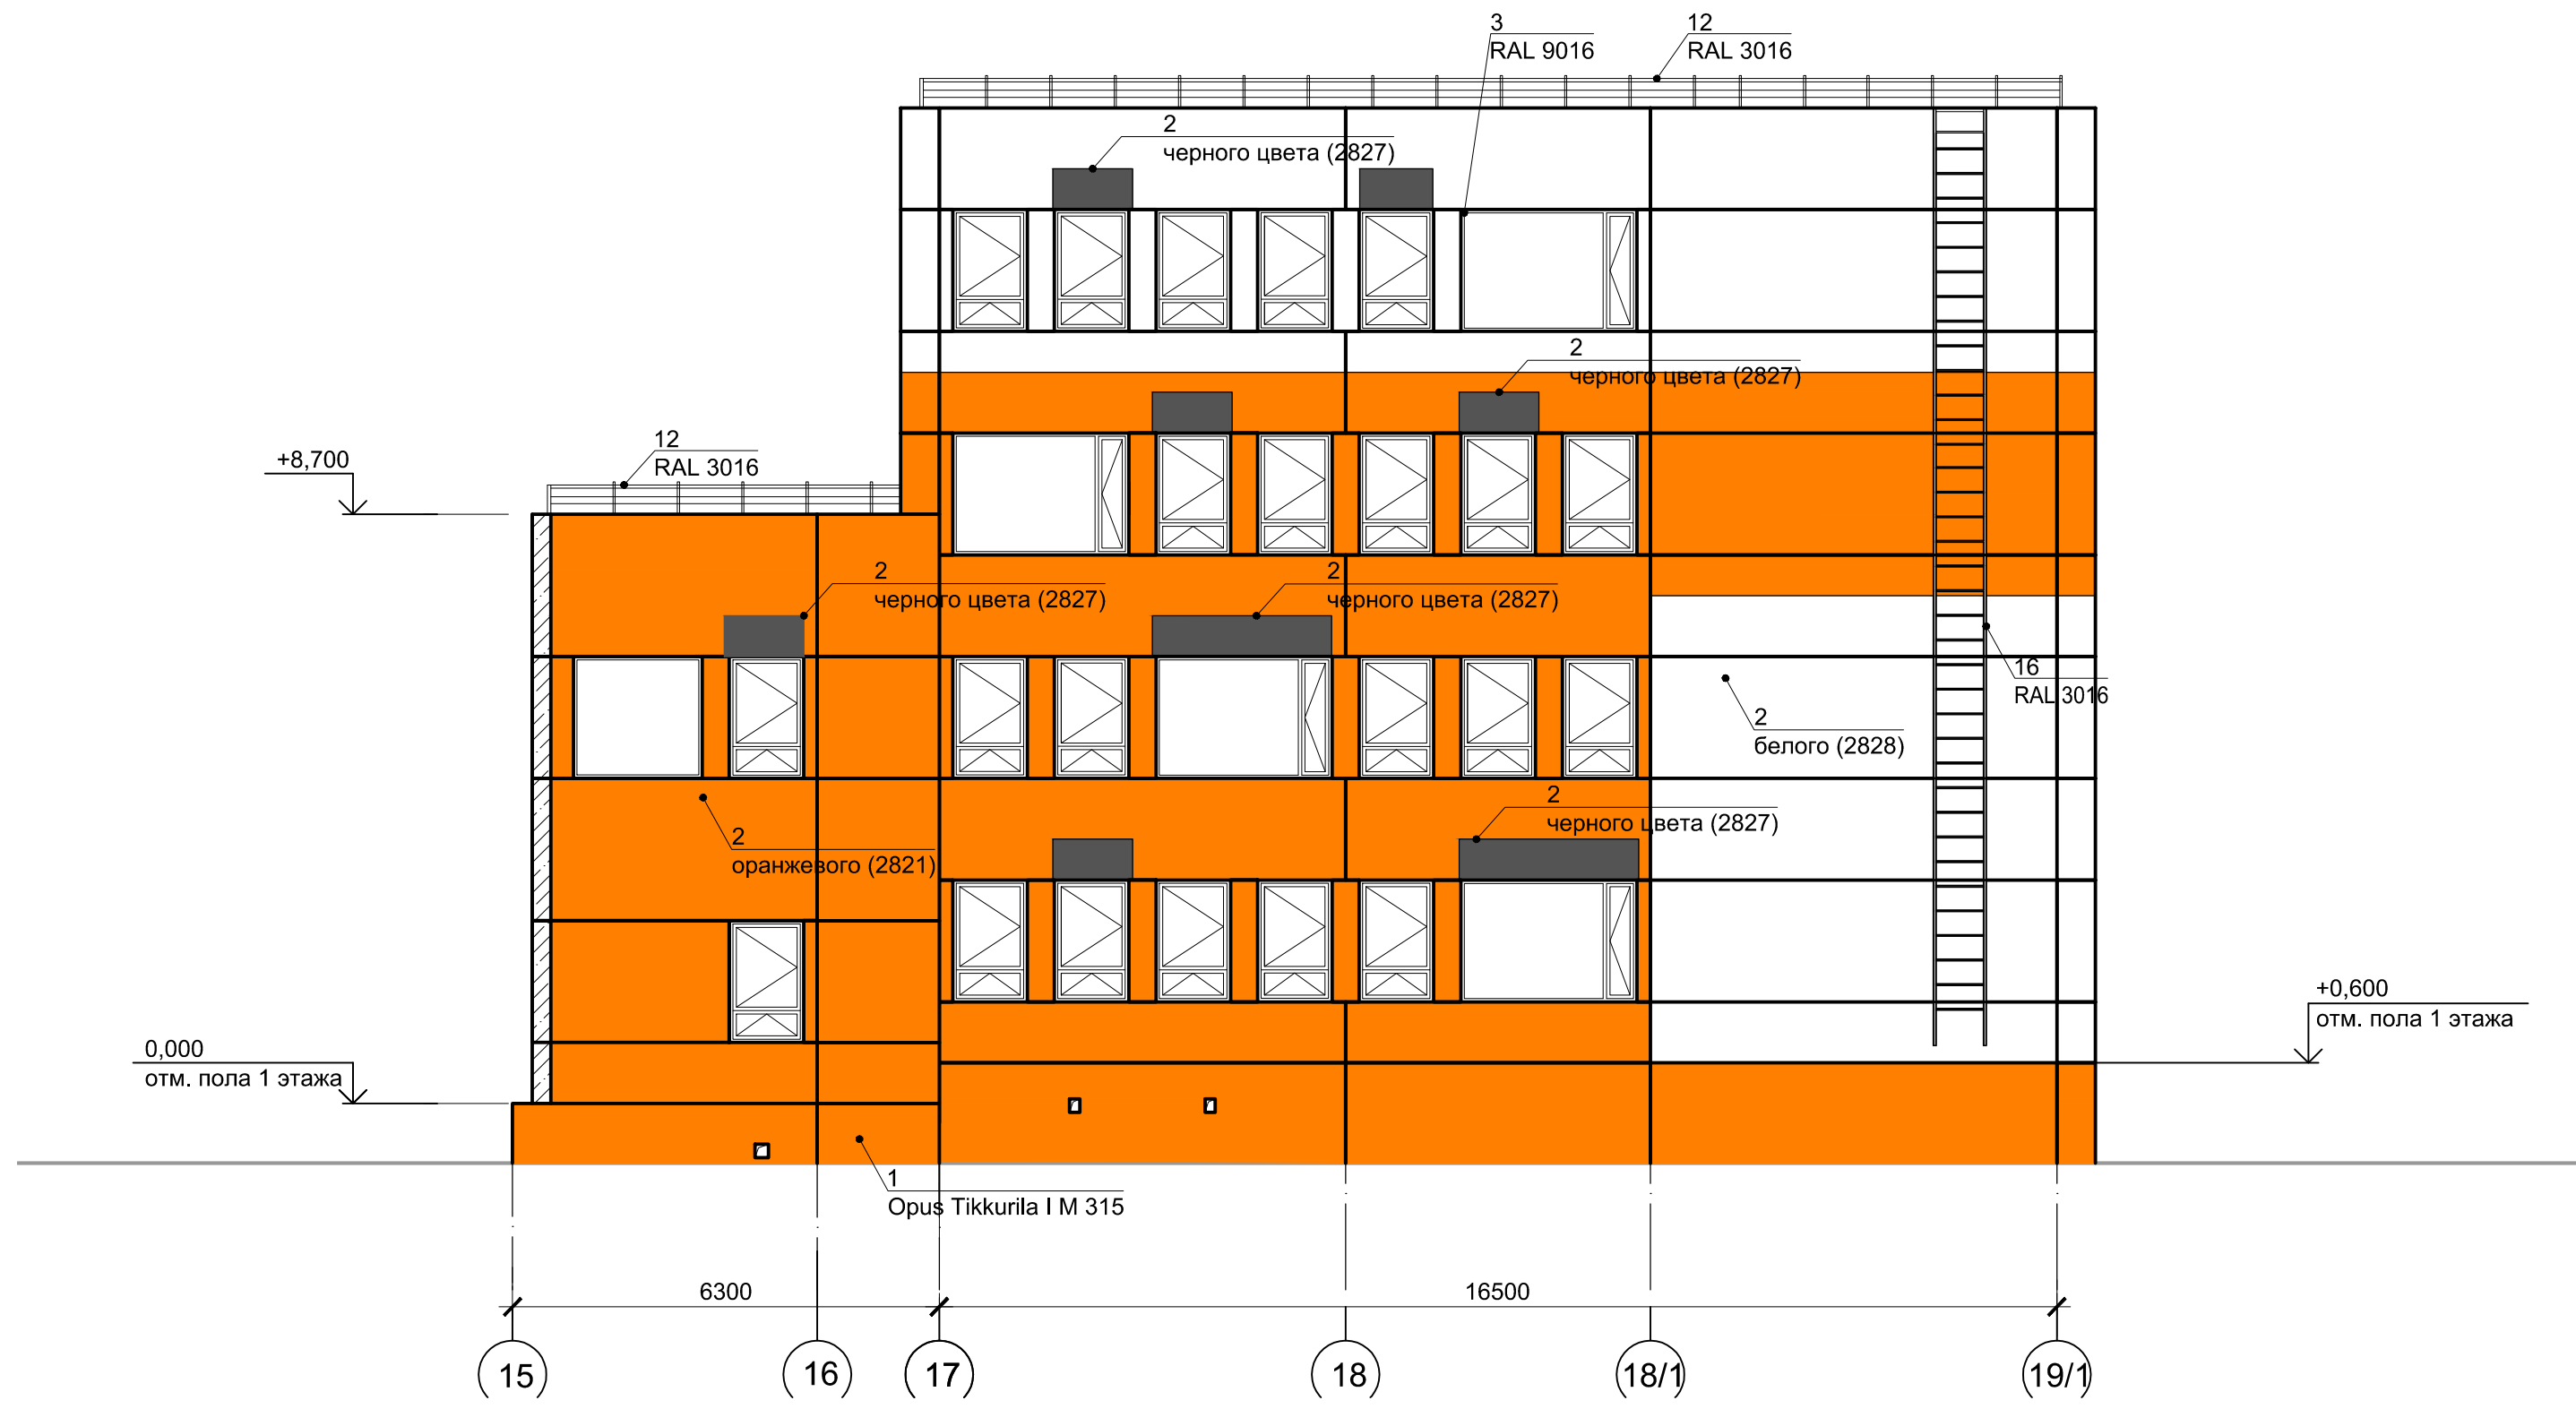 3
RAL 9016
12
RAL 3016
2
черного цвета (2827)
2
черного цвета (2827)
12
RAL 3016
+8,700
2
черного цвета (2827)
2
черного цвета (2827)
16
RAL 3016
2
белого (2828)
2
черного цвета (2827)
2
оранжевого (2821)
+0,600
отм. пола 1 этажа
0,000
отм. пола 1 этажа
1
Opus Tikkurila I M 315
6300
16500
15
16
17
18
18/1
19/1